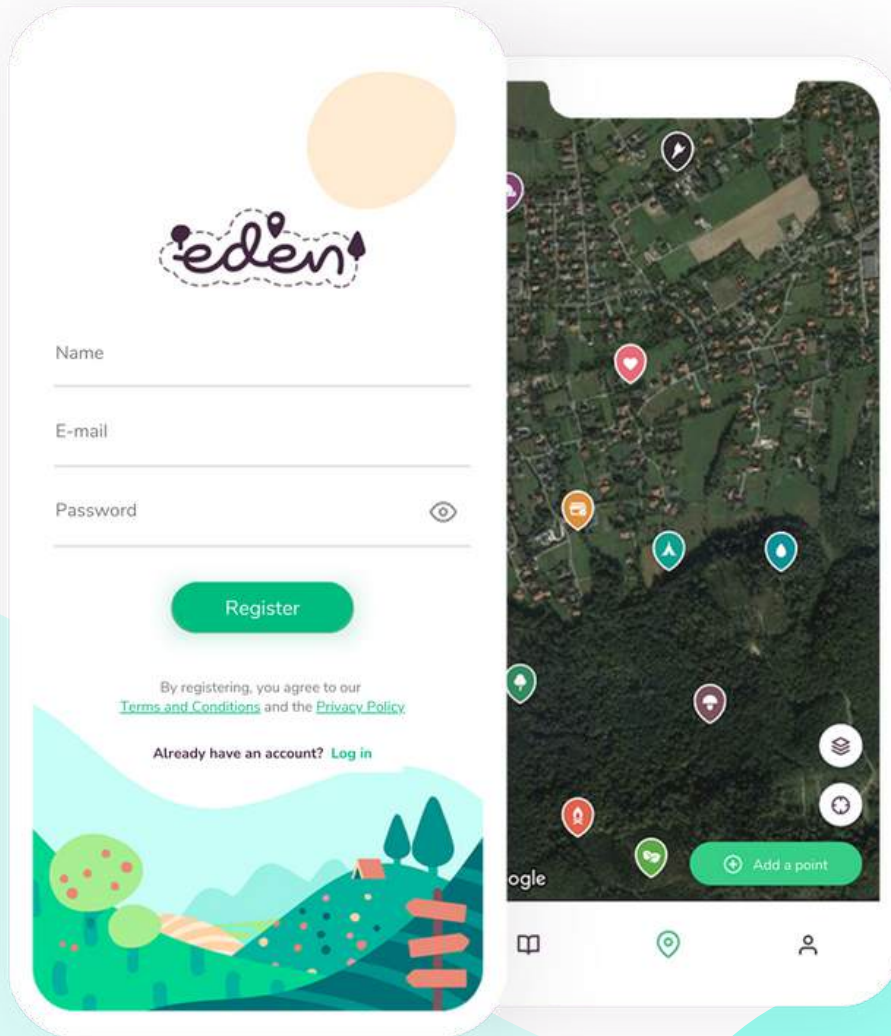 eden
Name
E-mail
Password
Register
By registering, you agree to our
Terms and Conditions and the Privacy Policy
Already have an account? Log in
ogle
Add a point